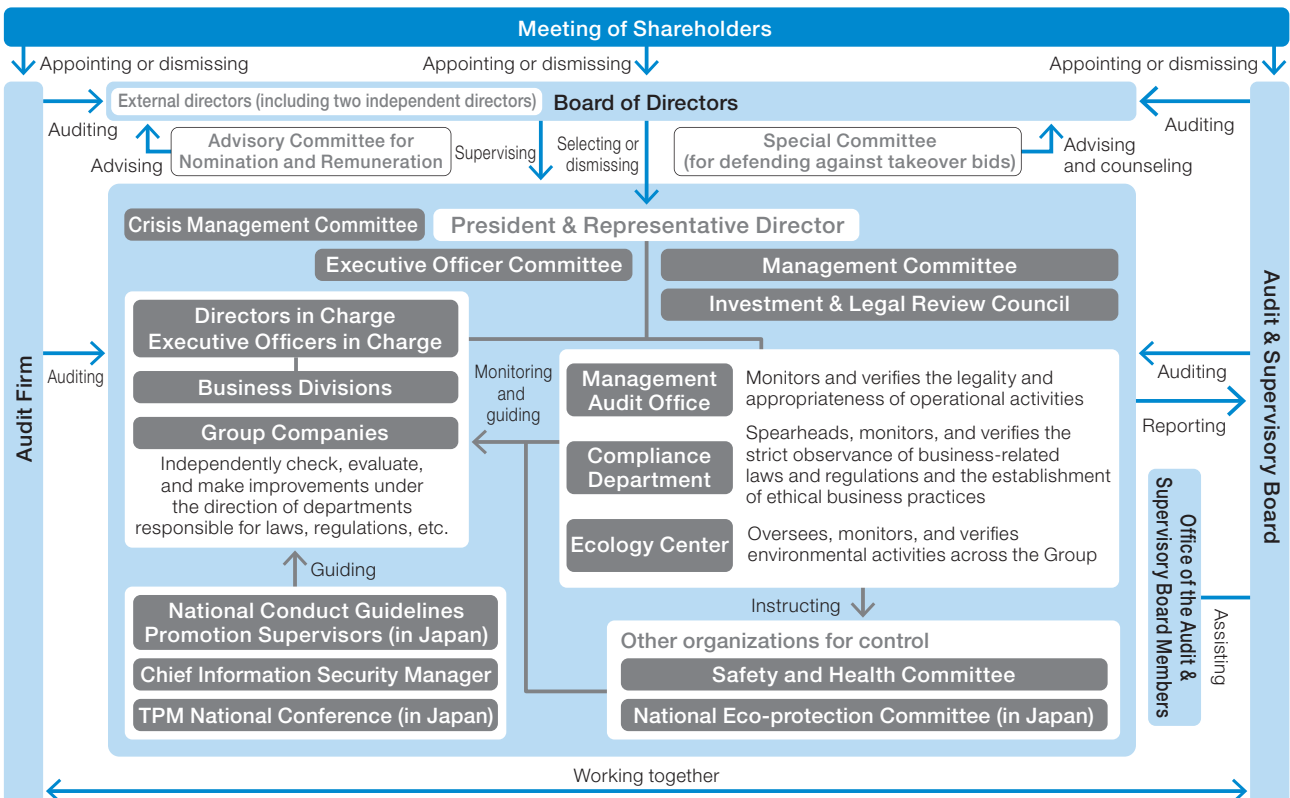 Meeting of Shareholders
Appointing or dismissing
Appointing or dismissing
Appointing or dismissing
External directors (including two independent directors)
Board of Directors
Auditing
Auditing
Advising
Advisory Committee for
Nomination and Remuneration
Supervising
Selecting or
dismissing
Special Committee
(for defending against takeover bids)
Advising
and counseling
Crisis Management Committee
President & Representative Director
Executive Officer Committee
Management Committee
Investment & Legal Review Council
Directors in Charge
Executive Officers in Charge
Business Divisions
Group Companies
Independently check, evaluate,
and make improvements under
the direction of departments
responsible for laws, regulations, etc.
Guiding
National Conduct Guidelines
Promotion Supervisors (in Japan)
Chief Information Security Manager
TPM National Conference (in Japan)
Monitoring
and
guiding
Management
Audit Office
Monitors and verifies the legality and
appropriateness of operational activities
Compliance
Department
Spearheads, monitors, and verifies the
strict observance of business-related
laws and regulations and the establishment
of ethical business practices
Ecology Center
Oversees, monitors, and verifies
environmental activities across the Group
Instructing
Other organizations for control
Safety and Health Committee
National Eco-protection Committee (in Japan)
Audit Firm
Auditing
Auditing
Reporting
Audit & Supervisory Board
Office of the Audit &
Supervisory Board Members
Assisting
Working together